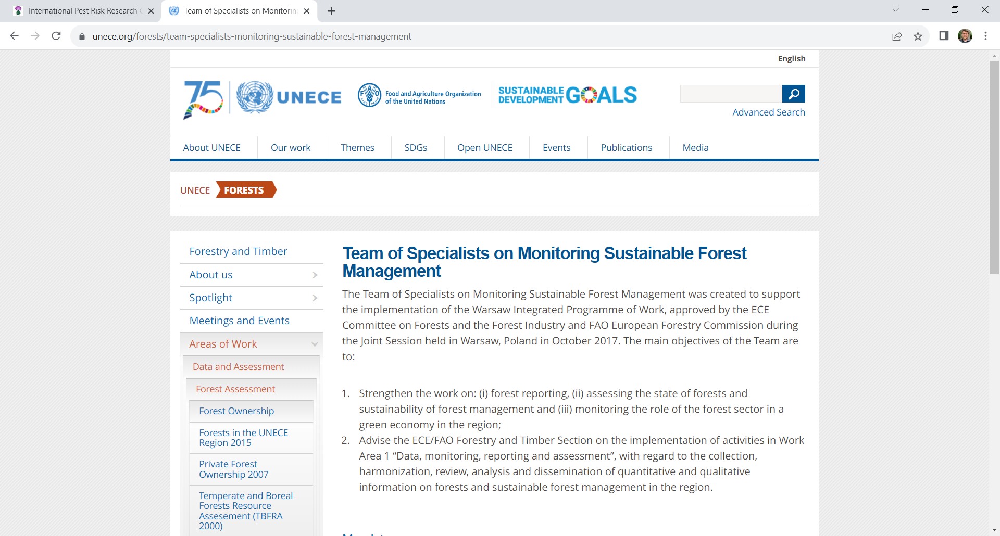 International Pest Risk Research
Team of Specialists on Monitorin
unece.org/forests/team-specialists-monitoring-sustainable-forest-management
English
75
UNECE
FAO
FIAT PANIS
Food and Agriculture Organization
of the United Nations
SUSTAINABLE
DEVELOPMENT
GOALS
Advanced Search
About UNECE
Our work
Themes
SDGs
Open UNECE
Events
Publications
Media
UNECE
FORESTS
Forestry and Timber
About us
Spotlight
Meetings and Events
Areas of Work
Data and Assessment
Forest Assessment
Forest Ownership
Forests in the UNECE
Region 2015
Private Forest
Ownership 2007
Temperate and Boreal
Forests Resource
Assesement (TBFRA
2000)
Team of Specialists on Monitoring Sustainable Forest
Management
The Team of Specialists on Monitoring Sustainable Forest Management was created to support
the implementation of the Warsaw Integrated Programme of Work, approved by the ECE
Committee on Forests and the Forest Industry and FAO European Forestry Commission during
the Joint Session held in Warsaw, Poland in October 2017. The main objectives of the Team are
to:
1. Strengthen the work on: (i) forest reporting, (ii) assessing the state of forests and
sustainability of forest management and (iii) monitoring the role of the forest sector in a
green economy in the region;
2. Advise the ECE/FAO Forestry and Timber Section on the implementation of activities in Work
Area 1 “Data, monitoring, reporting and assessment”, with regard to the collection,
harmonization, review, analysis and dissemination of quantitative and qualitative
information on forests and sustainable forest management in the region.